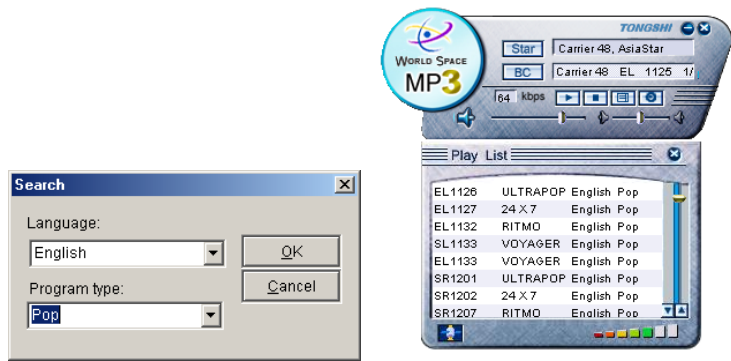 Search
Language:
English
OK
Program type:
Cancel
Pop
TONGSHI
WORLD SPACE
MP3
Star Carrier 48, AsiaStar
BC Carrier 48 EL 1125 1/
64 kbps
Play List
EL1126 ULTRAPOP English Pop
EL1127 24 X 7 English Pop
EL1132 RITMO English Pop
SL1133 VOYAGER English Pop
EL1133 VOYAGER English Pop
SR1201 ULTRAPOP English Pop
SR1202 24 X 7 English Pop
SR1207 RITMO English Pop